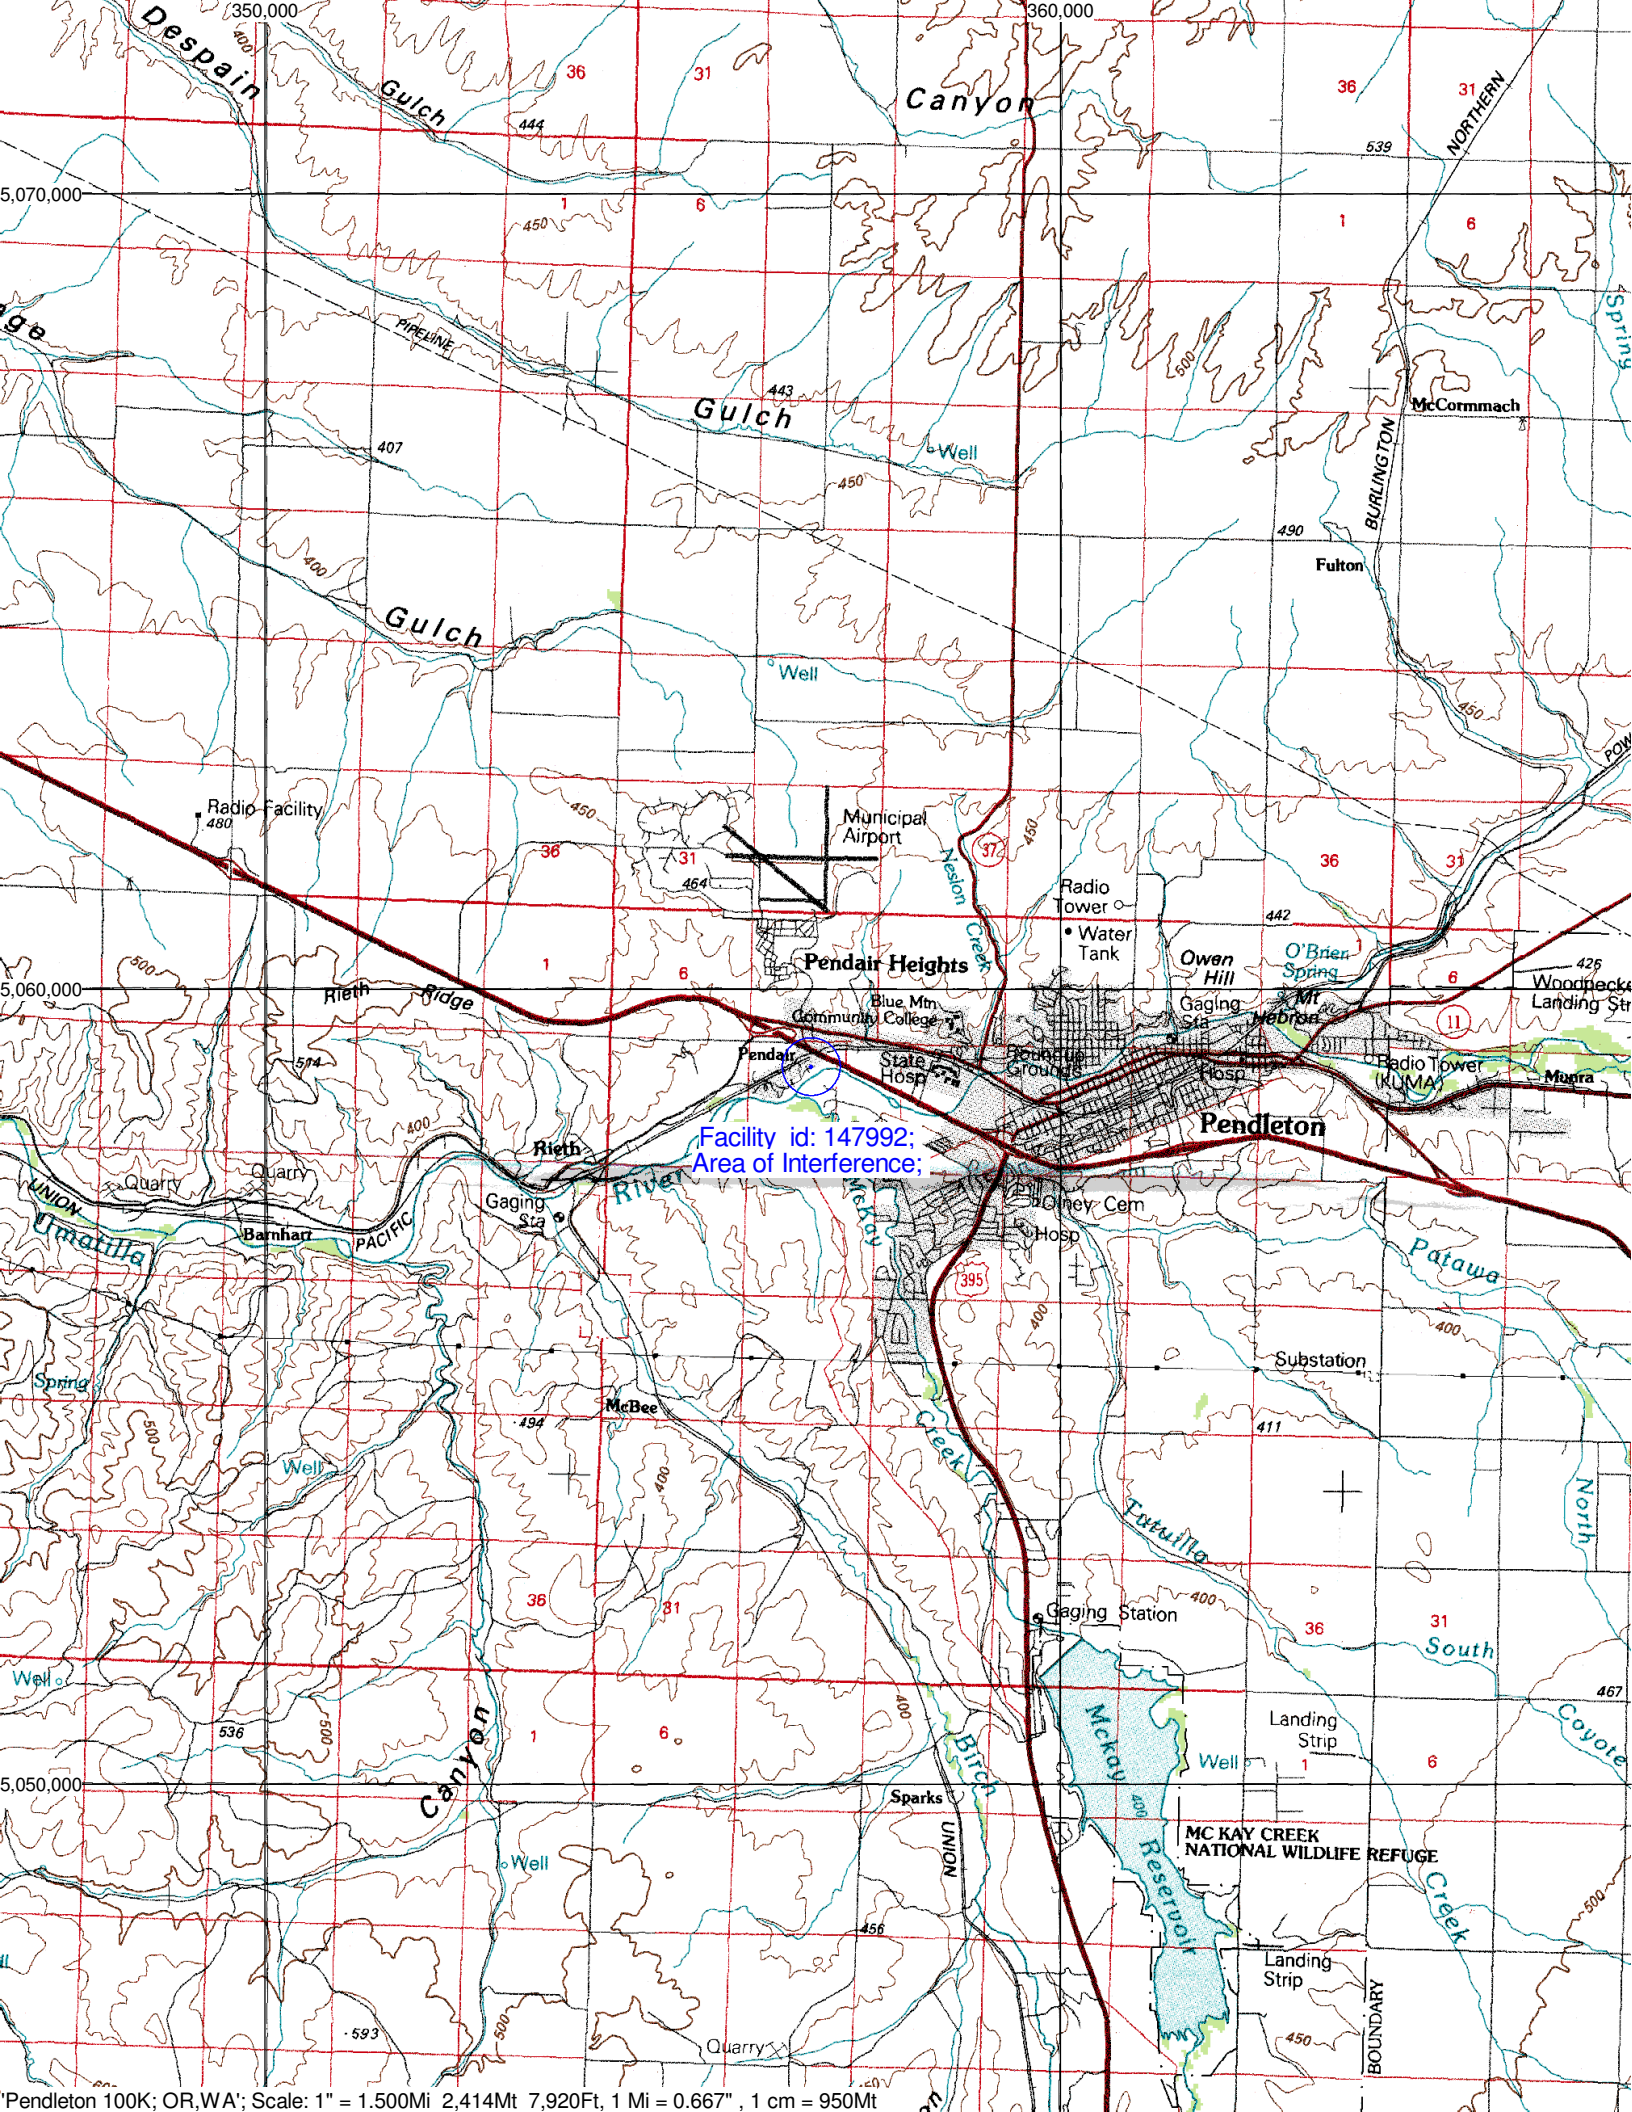 350,000
360,000
Despain
400
Gulch
36
31
Canyon
36
31
NORTHERN
444
539
5,070,000
1
6
450
1
6
Spring
PIPELINE
443
Gulch
500
McCormmach
407
Well
450
BURLINGTON
490
Fulton
400
Gulch
Well
450
Radio Facility
480
450
Municipal
Airport
37
450
36
31
464
36
31
Radio
Tower
442
Water
Tank
Owen
Hill
O'Brien
Spring
Neslon
Creek
500
1
6
Pendair Heights
1
6
426
5,060,000
Rieth Ridge
Blue Mtn
Community College
Gaging
Sta
Mt
Hebron
Woodpecke
Landing Str
11
514
Pendair
State
Hosp
Roundup
Grounds
Hosp
Radio Tower
(KUMA)
Munra
400
Pendleton
Facility id: 147992;
Area of Interference;
Rieth
Quarry
Quarry
River
McKay
UNION
Gaging
Sta
Olney Cem
Umatilla
Barnhart
PACIFIC
Hosp
Patawa
395
400
400
Spring
Substation
McBee
494
411
500
Creek
Well
400
North
Tutuilla
36
31
400
Gaging Station
36
31
South
Well
400
467
536
500
1
6
Mckay
Landing
Strip
Coyote
Canyon
Birch
Well
1
6
5,050,000
Sparks
400
UNION
MC KAY CREEK
NATIONAL WILDLIFE REFUGE
Well
Reservoir
Creek
500
456
Landing
Strip
593
500
Quarry
450
BOUNDARY
'Pendleton 100K; OR,WA'; Scale: 1" = 1.500Mi 2,414Mt 7,920Ft, 1 Mi = 0.667" , 1 cm = 950Mt